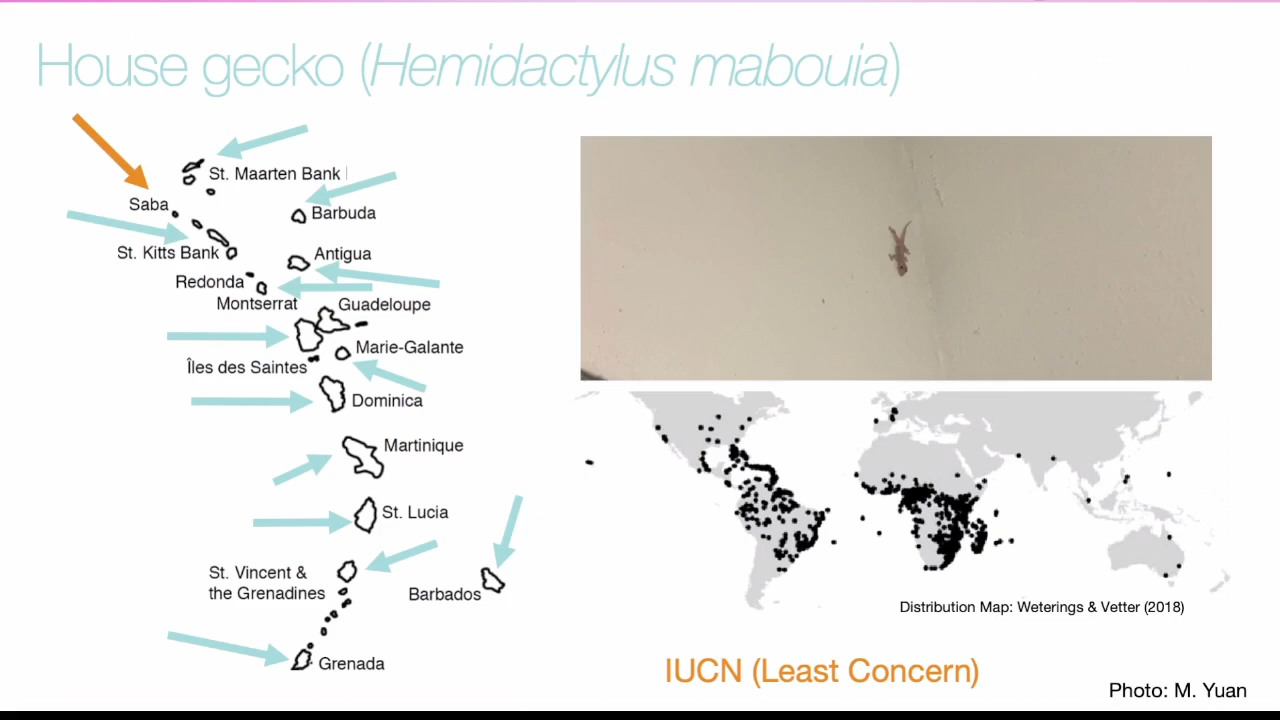 House gecko (Hemidactylus mabouia)
St. Maarten Bank
Saba
Barbuda
St. Kitts Bank
Antigua
Redonda
Montserrat
Guadeloupe
Marie-Galante
Îles des Saintes
Dominica
Martinique
St. Lucia
St. Vincent &
the Grenadines
Barbados
Grenada
Distribution Map: Weterings & Vetter (2018)
IUCN (Least Concern)
Photo: M. Yuan